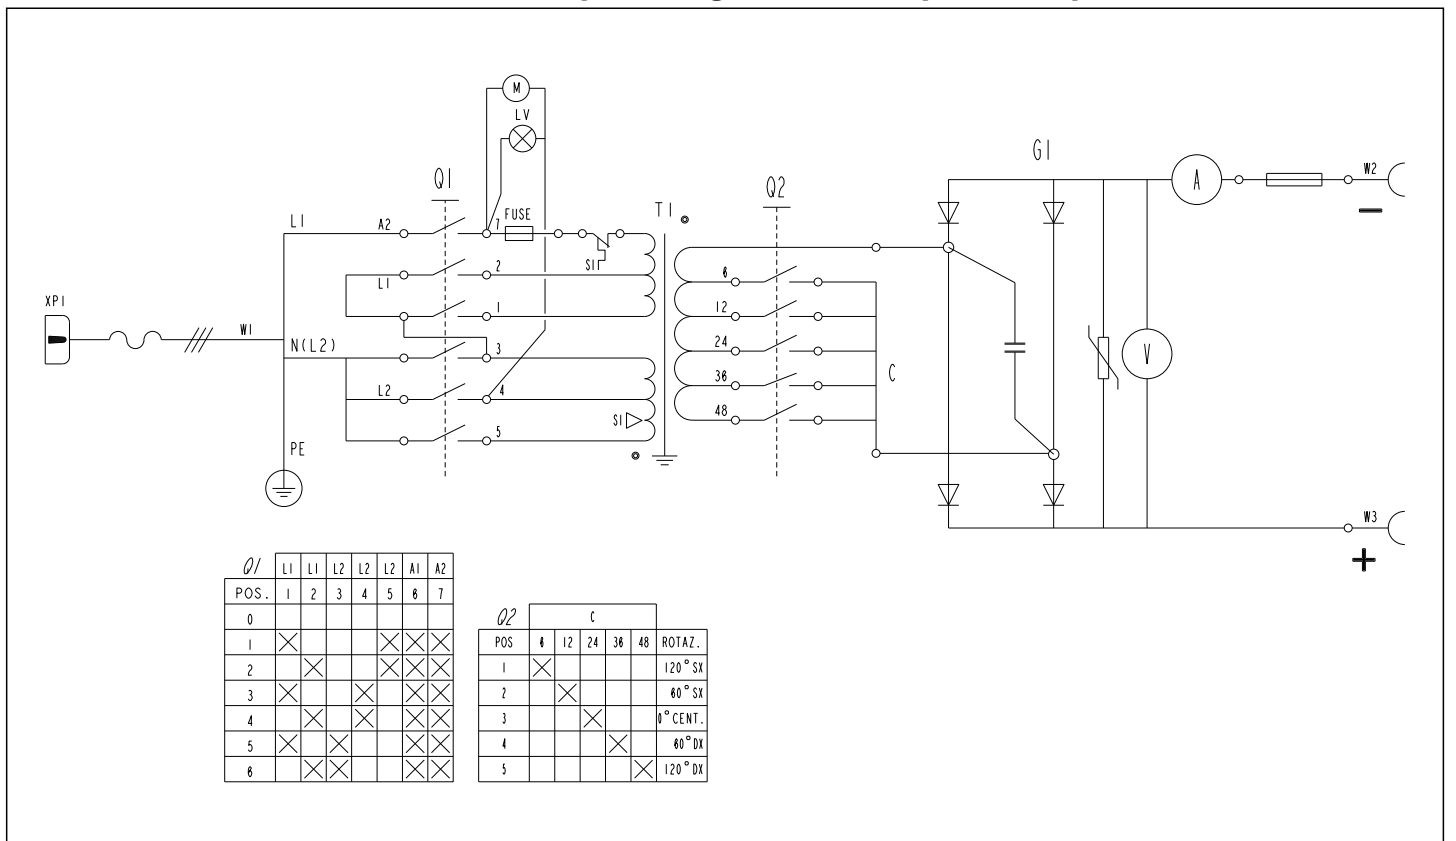 M
LV
G1
Q1
Q2
A
W2
−
T1
L1
A2
7
FUSE
S1
2
L1
6
1
12
XP1
W1
N(L2)
3
24
V
36
C
L2
4
S1
48
5
PE
W3
+
Q1 L1 L1 L2 L2 L2 A1 A2
POS. 1 2 3 4 5 6 7
0
1 X X X X
2 X X X X
3 X X X X
4 X X X X
5 X X X X
6 X X X X
Q2 C
POS 6 12 24 36 48 ROTAZ.
1 X 120° SX
2 X 60° SX
3 X 0° CENT.
4 X 60° DX
5 X 120° DX